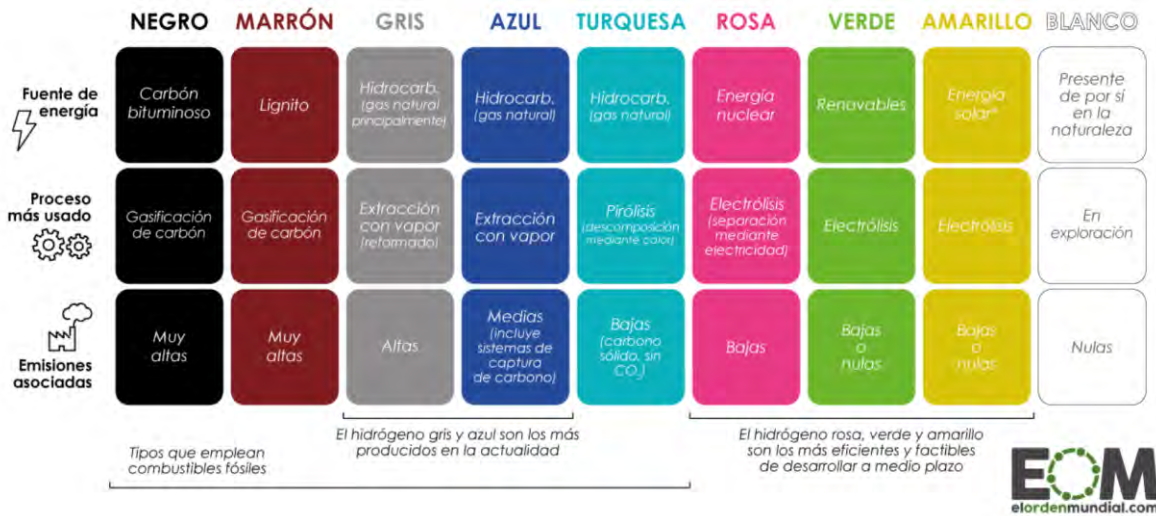 NEGRO MARRÓN GRIS AZUL TURQUESA ROSA VERDE AMARILLO BLANCO
Fuente de
energía
Carbón
bituminoso
Lignito
Hidrocarb.
(gas natural
principalmente)
Hidrocarb.
(gas natural)
Hidrocarb.
(gas natural)
Energía
nuclear
Renovables
Energía
solar*
Presente
de por sí
en la
naturaleza
Proceso
más usado
Gasificación
de carbón
Gasificación
de carbón
Extracción
con vapor
(reformado)
Extracción
con vapor
Pirólisis
(descomposición
mediante calor)
Electrólisis
(separación
mediante
electricidad)
Electrólisis
Electrólisis
En
exploración
Emisiones
asociadas
Muy
altas
Muy
altas
Altas
Medias
(incluye
sistemas de
captura
de carbono)
Bajas
(carbono
sólido, sin
CO₂)
Bajas
Bajas
o
nulas
Bajas
o
nulas
Nulas
Tipos que emplean
combustibles fósiles
El hidrógeno gris y azul son los más
producidos en la actualidad
El hidrógeno rosa, verde y amarillo
son los más eficientes y factibles
de desarrollar a medio plazo
EOM
elordenmundial.com